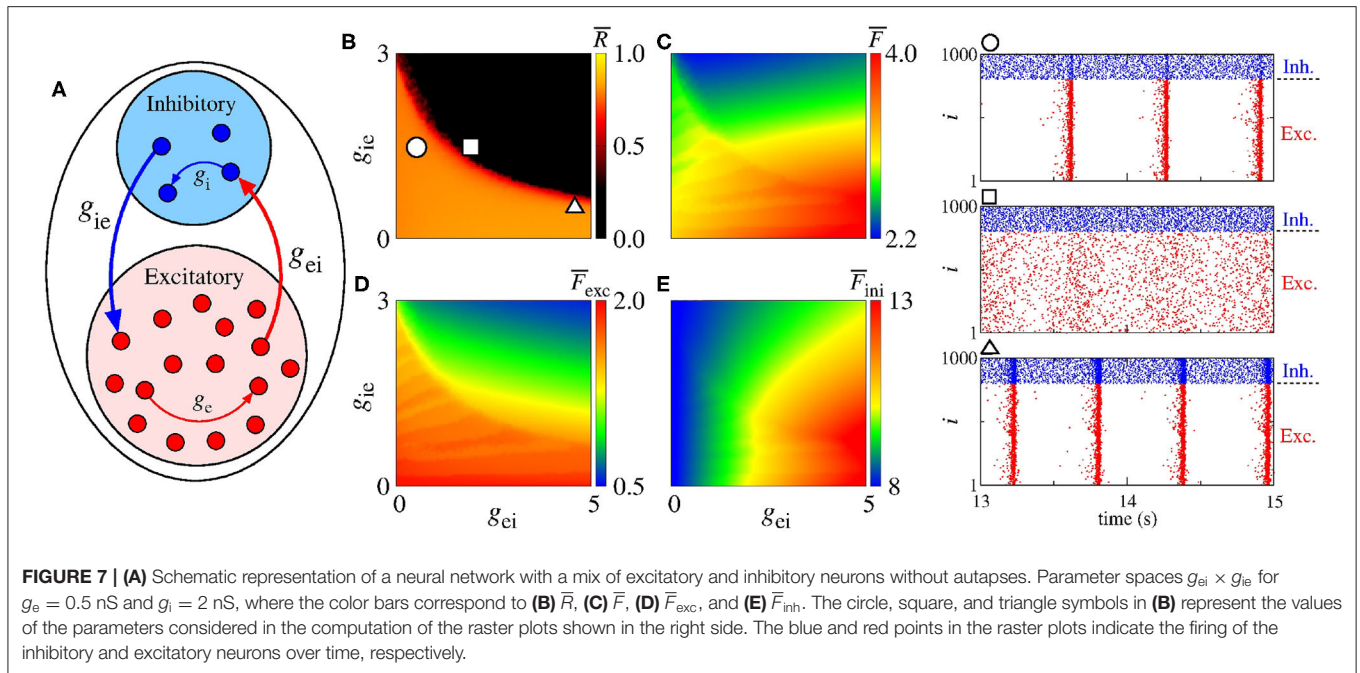 A
Inhibitory
g_i
g_ie
g_ei
Excitatory
g_e
B
R̅
3
g_ie
0
1.0
0.5
0.0
C
F̅
4.0
2.2
D
F̅_exc
3
g_ie
0
0
g_ei
5
2.0
0.5
E
F̅_ini
0
g_ei
5
13
8
1000
i
1
Inh.
Exc.
1000
i
1
Inh.
Exc.
1000
i
1
Inh.
Exc.
13
14
15
time (s)
FIGURE 7 | (A) Schematic representation of a neural network with a mix of excitatory and inhibitory neurons without autapses. Parameter spaces g_ei × g_ie for
g_e = 0.5 nS and g_i = 2 nS, where the color bars correspond to (B) R̅, (C) F̅, (D) F̅_exc, and (E) F̅_inh. The circle, square, and triangle symbols in (B) represent the values
of the parameters considered in the computation of the raster plots shown in the right side. The blue and red points in the raster plots indicate the firing of the
inhibitory and excitatory neurons over time, respectively.